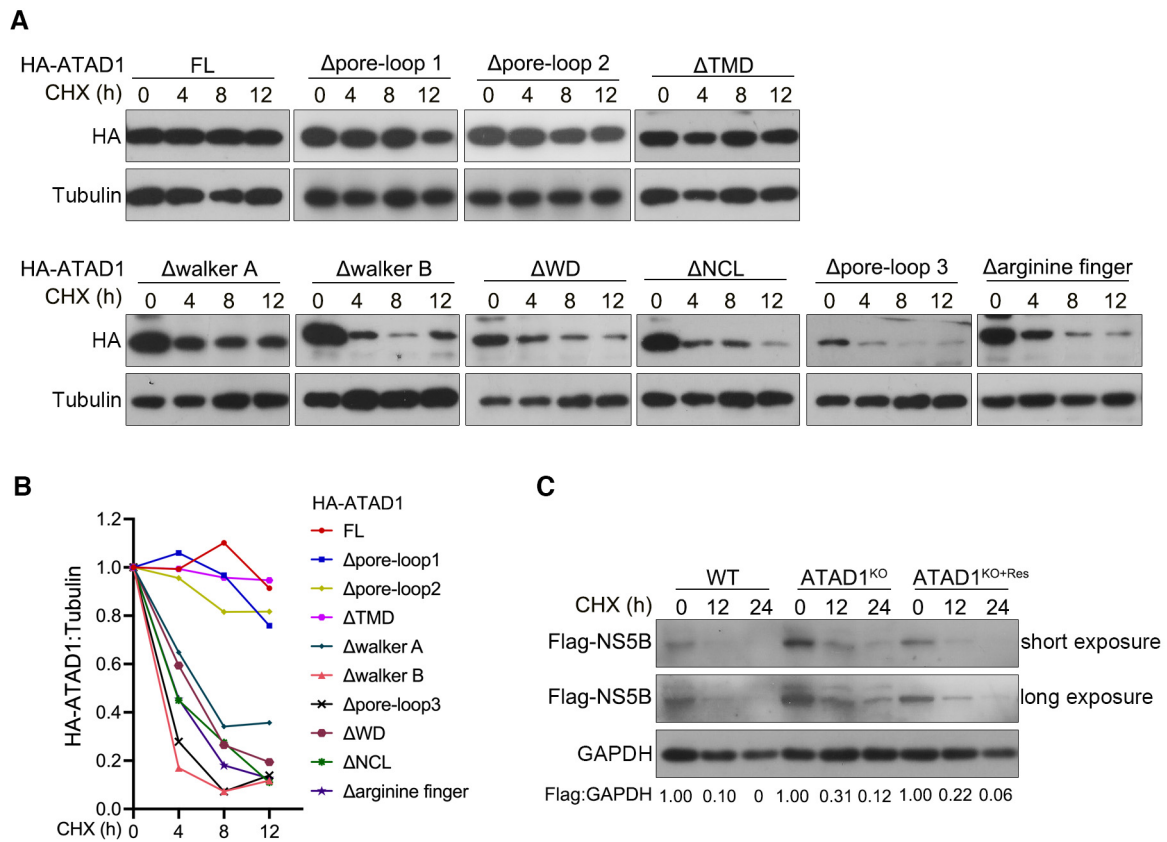 A
HA-ATAD1 FL Δpore-loop 1 Δpore-loop 2 ΔTMD
CHX (h) 0 4 8 12 0 4 8 12 0 4 8 12 0 4 8 12
HA
Tubulin
HA-ATAD1 Δwalker A Δwalker B ΔWD ΔNCL Δpore-loop 3 Δarginine finger
CHX (h) 0 4 8 12 0 4 8 12 0 4 8 12 0 4 8 12 0 4 8 12 0 4 8 12
HA
Tubulin
B
HA-ATAD1:Tubulin
1.2
1.0
0.8
0.6
0.4
0.2
0.0
CHX (h) 0 4 8 12
HA-ATAD1
FL
Δpore-loop1
Δpore-loop2
ΔTMD
Δwalker A
Δwalker B
Δpore-loop3
ΔWD
ΔNCL
Δarginine finger
C
WT ATAD1KO ATAD1KO+Res
CHX (h) 0 12 24 0 12 24 0 12 24
Flag-NS5B short exposure
Flag-NS5B long exposure
GAPDH
Flag:GAPDH 1.00 0.10 0 1.00 0.31 0.12 1.00 0.22 0.06